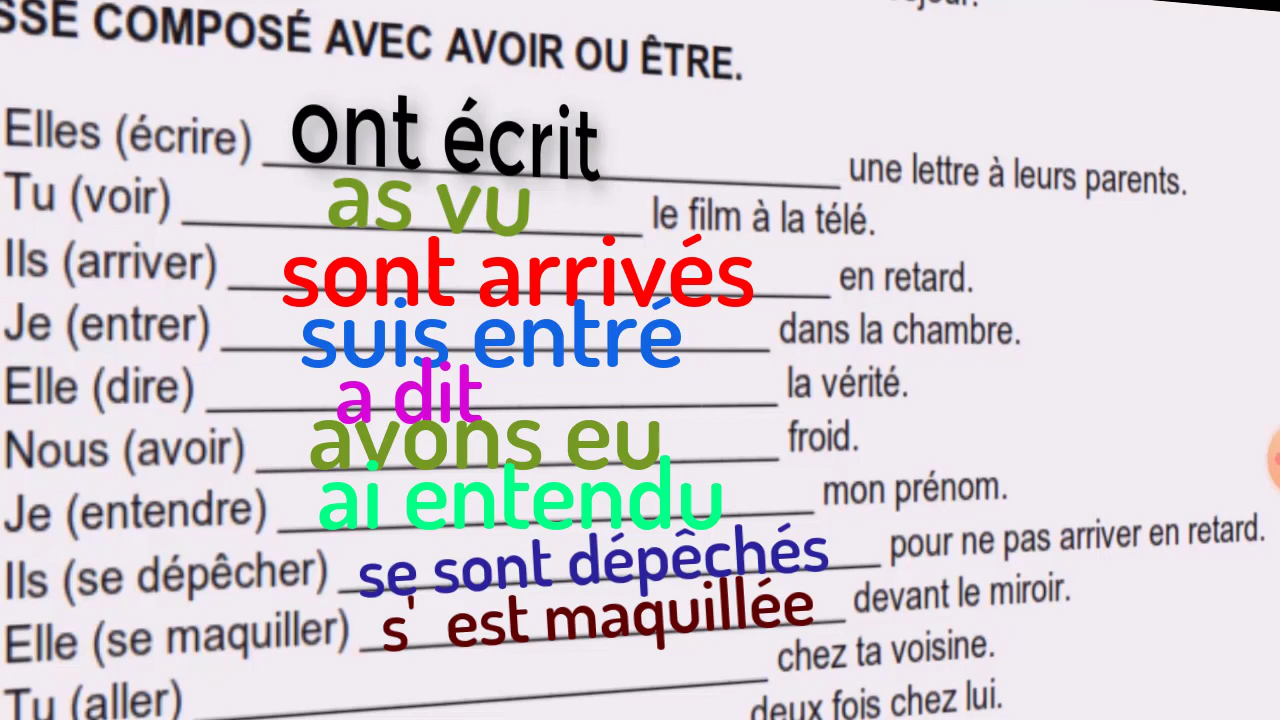 SSÉ COMPOSÉ AVEC AVOIR OU ÊTRE.
Elles (écrire) ont écrit une lettre à leurs parents.
Tu (voir) as vu le film à la télé.
Ils (arriver) sont arrivés en retard.
Je (entrer) suis entré dans la chambre.
Elle (dire) a dit la vérité.
Nous (avoir) avons eu froid.
Je (entendre) ai entendu mon prénom.
Ils (se dépêcher) se sont dépêchés pour ne pas arriver en retard.
Elle (se maquiller) s' est maquillée devant le miroir.
Tu (aller) chez ta voisine.
deux fois chez lui.